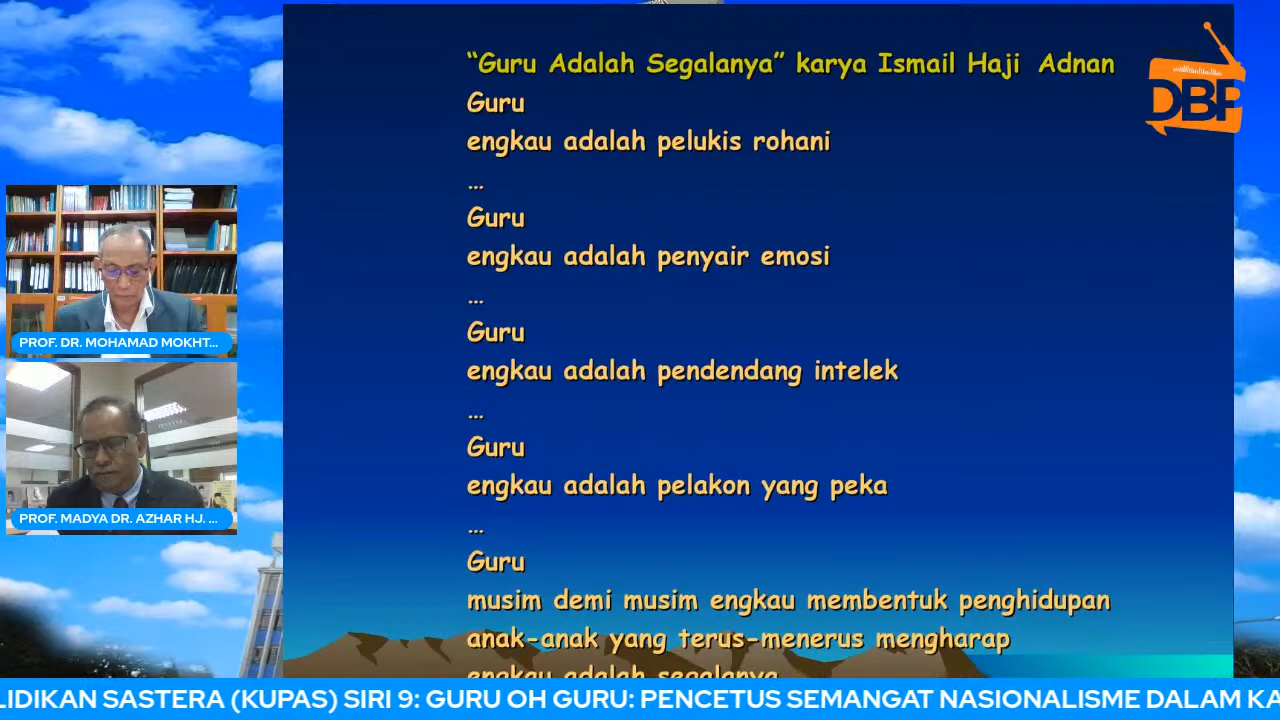 “Guru Adalah Segalanya” karya Ismail Haji Adnan
Guru
engkau adalah pelukis rohani
...
Guru
engkau adalah penyair emosi
...
Guru
engkau adalah pendendang intelek
...
Guru
engkau adalah pelakon yang peka
...
Guru
musim demi musim engkau membentuk penghidupan
anak-anak yang terus-menerus mengharap
engkau adalah segalanya
DBP
PROF. DR. MOHAMAD MOKHT...
PROF. MADYA DR. AZHAR HJ. ...
LIDIKAN SASTERA (KUPAS) SIRI 9: GURU OH GURU: PENCETUS SEMANGAT NASIONALISME DALAM KA